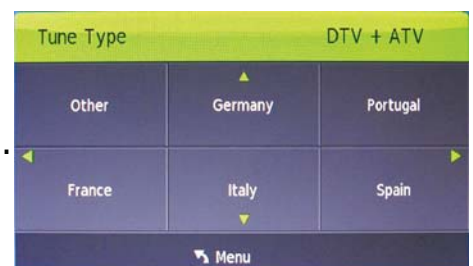 Tune Type DTV + ATV
Other Germany Portugal
France Italy Spain
Menu